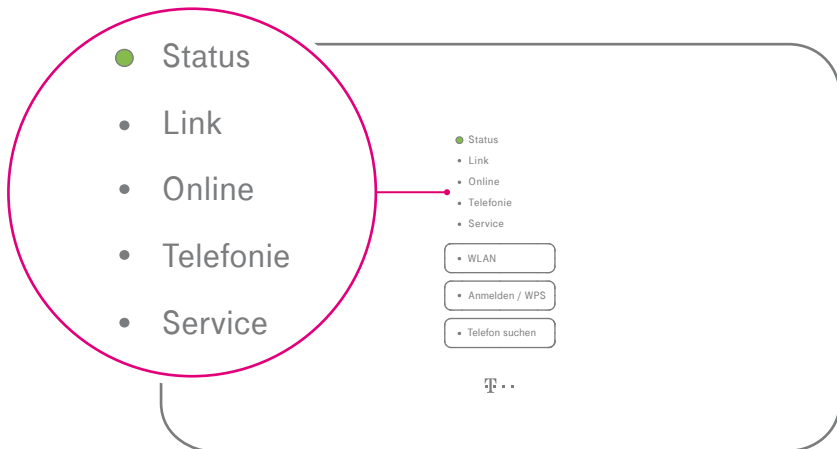 Status
Link
Online
Telefonie
Service
Status
Link
Online
Telefonie
Service
WLAN
Anmelden / WPS
Telefon suchen
T